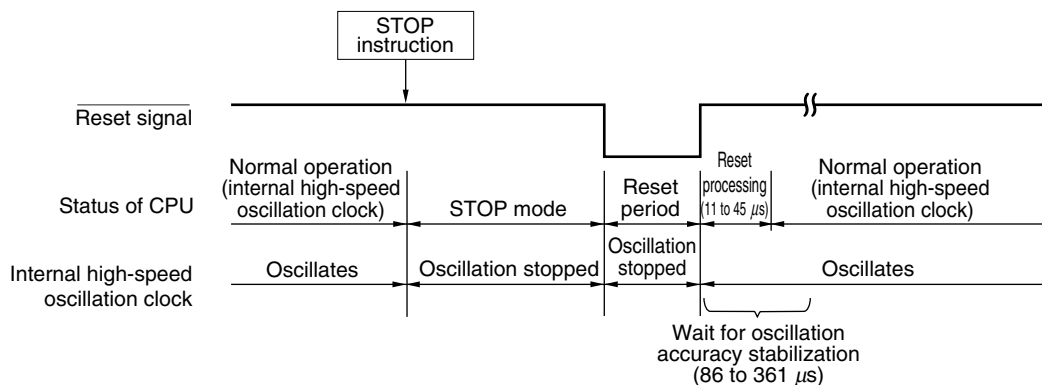 STOP
instruction
Reset signal
Normal operation
(internal high-speed
oscillation clock)
Status of CPU
STOP mode
Reset
period
Reset
processing
(11 to 45 μs)
Normal operation
(internal high-speed
oscillation clock)
Internal high-speed
oscillation clock
Oscillates
Oscillation stopped
Oscillation
stopped
Oscillates
Wait for oscillation
accuracy stabilization
(86 to 361 μs)